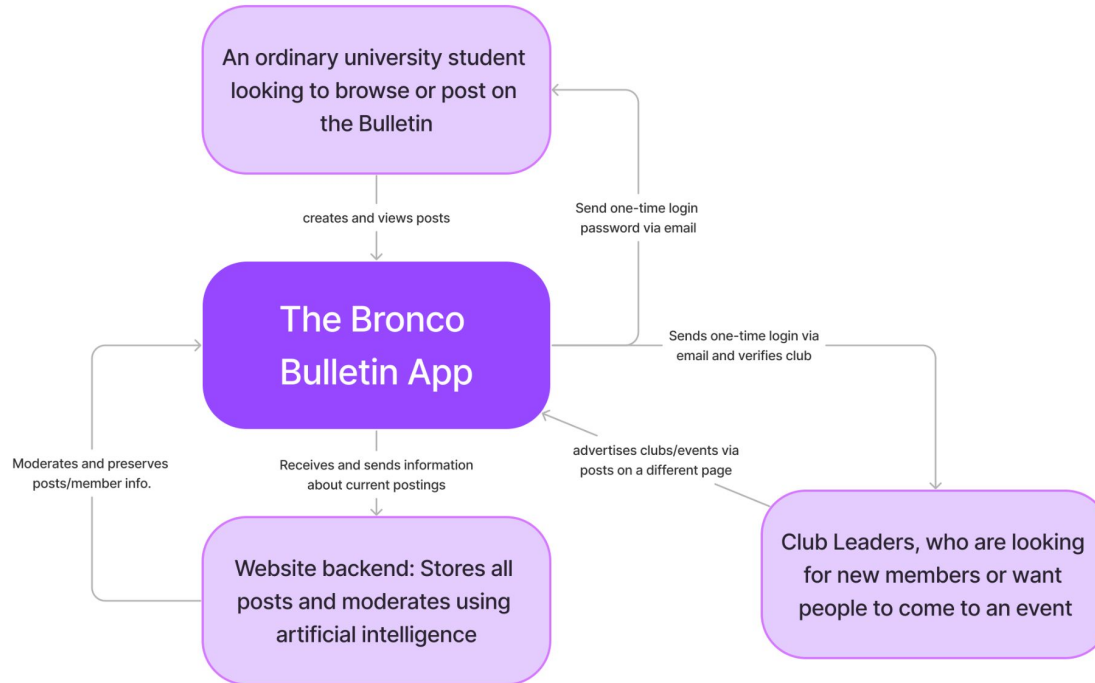 An ordinary university student
looking to browse or post on
the Bulletin
creates and views posts
Send one-time login
password via email
The Bronco
Bulletin App
Sends one-time login via
email and verifies club
Moderates and preserves
posts/member info.
Receives and sends information
about current postings
advertises clubs/events via
posts on a different page
Website backend: Stores all
posts and moderates using
artificial intelligence
Club Leaders, who are looking
for new members or want
people to come to an event